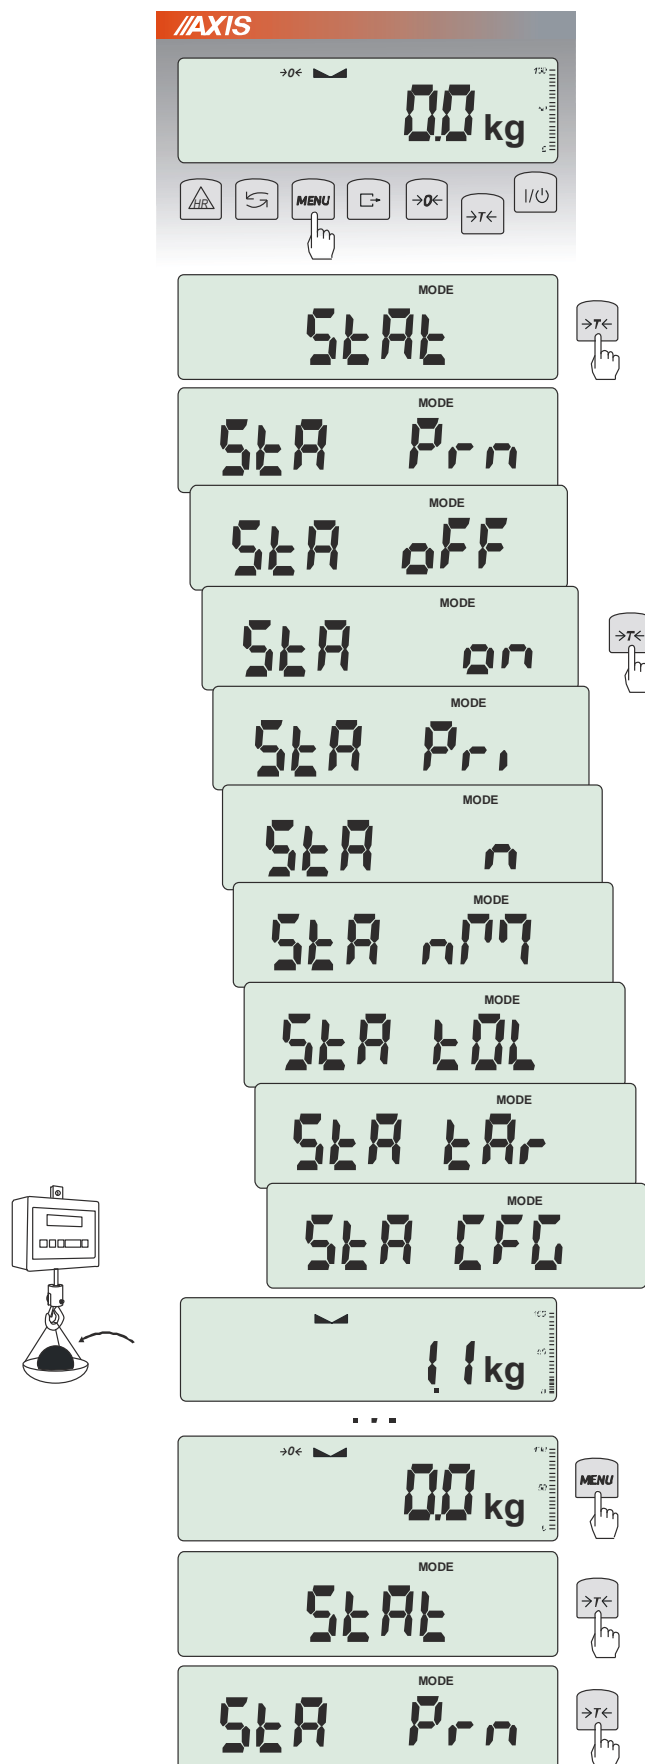 AXIS
→0←
0.0 kg
HR MENU →0← →T← I/⏻
MODE
StAt
→T←
MODE
StA Prn
MODE
StA oFF
MODE
StA on
→T←
MODE
StA Pri
MODE
StA n
MODE
StA nM
MODE
StA tOL
MODE
StA tAr
MODE
StA CFG
1.1 kg
→0←
0.0 kg
MENU
MODE
StAt
→T←
MODE
StA Prn
→T←